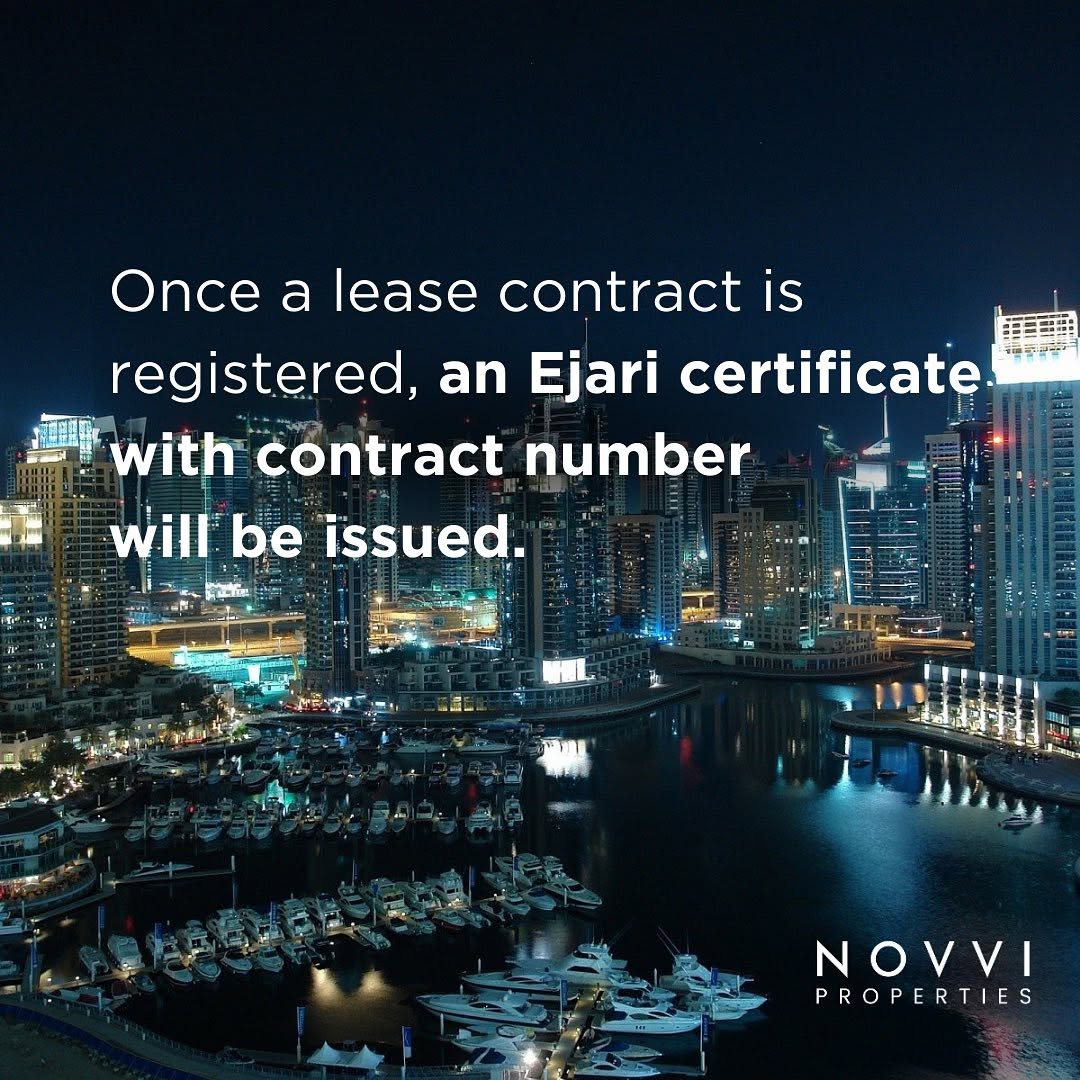 Once a lease contract is
registered, an Ejari certificate
with contract number
will be issued.
NOVVI
PROPERTIES